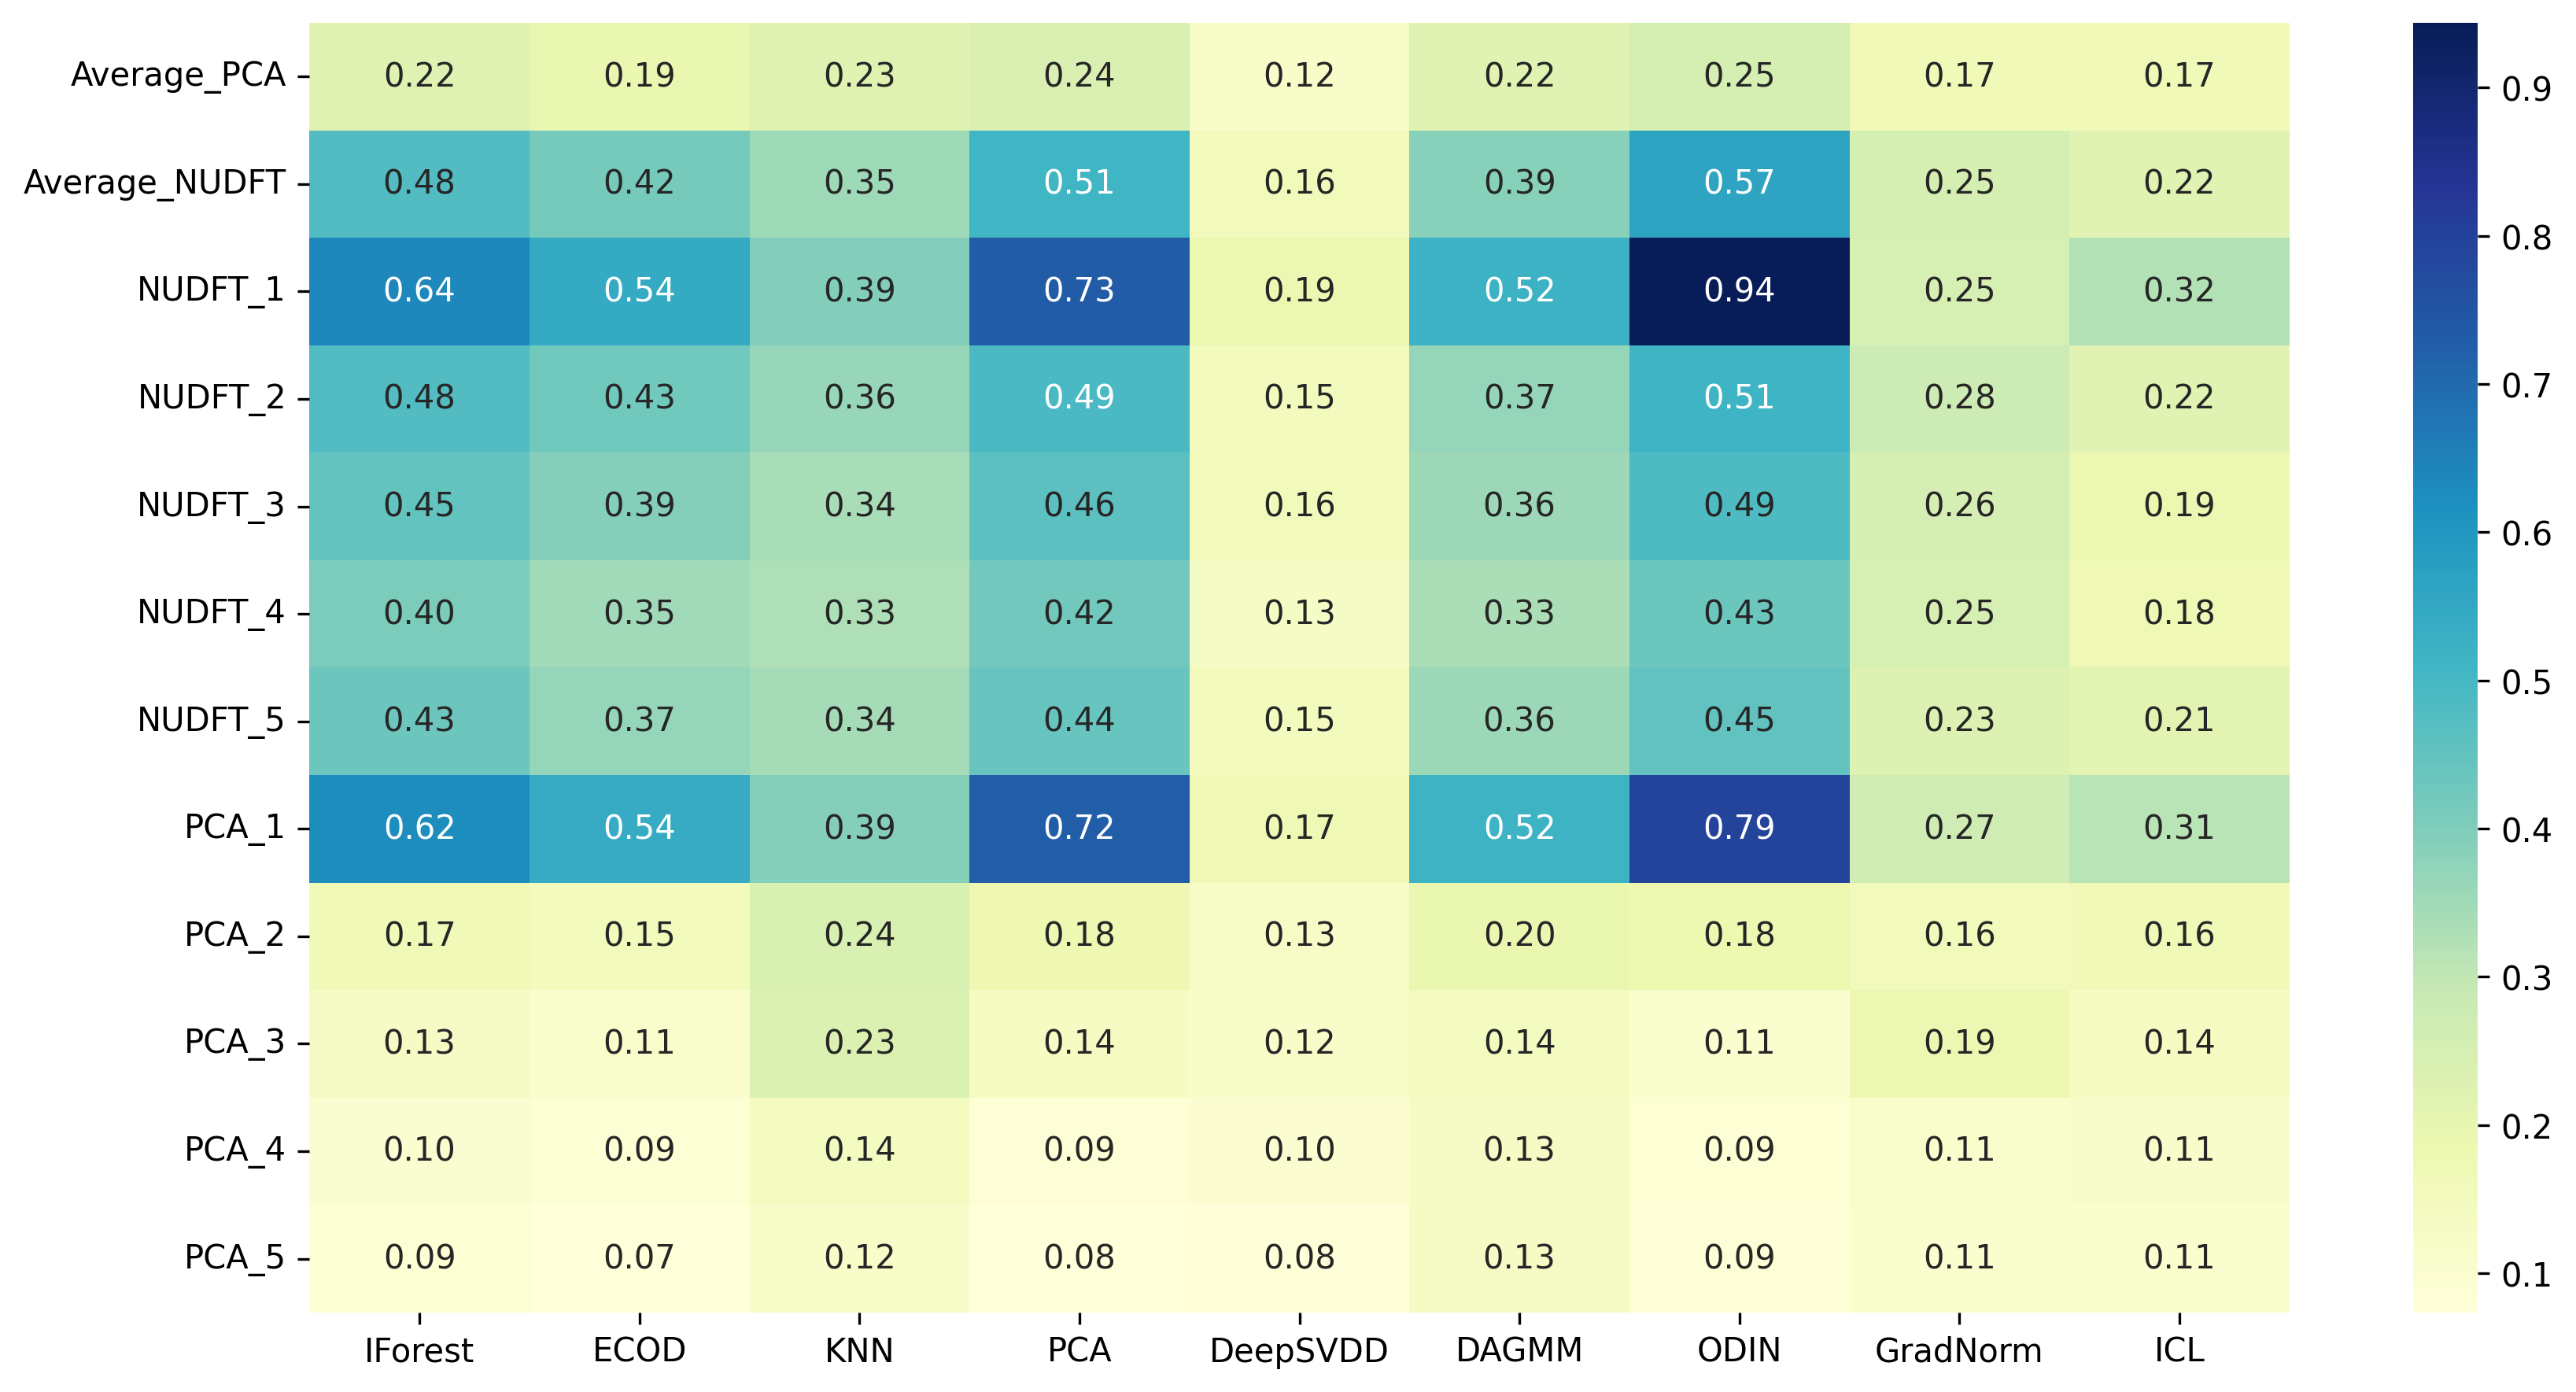 Average_PCA 0.22 0.19 0.23 0.24 0.12 0.22 0.25 0.17 0.17
Average_NUDFT 0.48 0.42 0.35 0.51 0.16 0.39 0.57 0.25 0.22
NUDFT_1 0.64 0.54 0.39 0.73 0.19 0.52 0.94 0.25 0.32
NUDFT_2 0.48 0.43 0.36 0.49 0.15 0.37 0.51 0.28 0.22
NUDFT_3 0.45 0.39 0.34 0.46 0.16 0.36 0.49 0.26 0.19
NUDFT_4 0.40 0.35 0.33 0.42 0.13 0.33 0.43 0.25 0.18
NUDFT_5 0.43 0.37 0.34 0.44 0.15 0.36 0.45 0.23 0.21
PCA_1 0.62 0.54 0.39 0.72 0.17 0.52 0.79 0.27 0.31
PCA_2 0.17 0.15 0.24 0.18 0.13 0.20 0.18 0.16 0.16
PCA_3 0.13 0.11 0.23 0.14 0.12 0.14 0.11 0.19 0.14
PCA_4 0.10 0.09 0.14 0.09 0.10 0.13 0.09 0.11 0.11
PCA_5 0.09 0.07 0.12 0.08 0.08 0.13 0.09 0.11 0.11
IForest ECOD KNN PCA DeepSVDD DAGMM ODIN GradNorm ICL
0.9
0.8
0.7
0.6
0.5
0.4
0.3
0.2
0.1